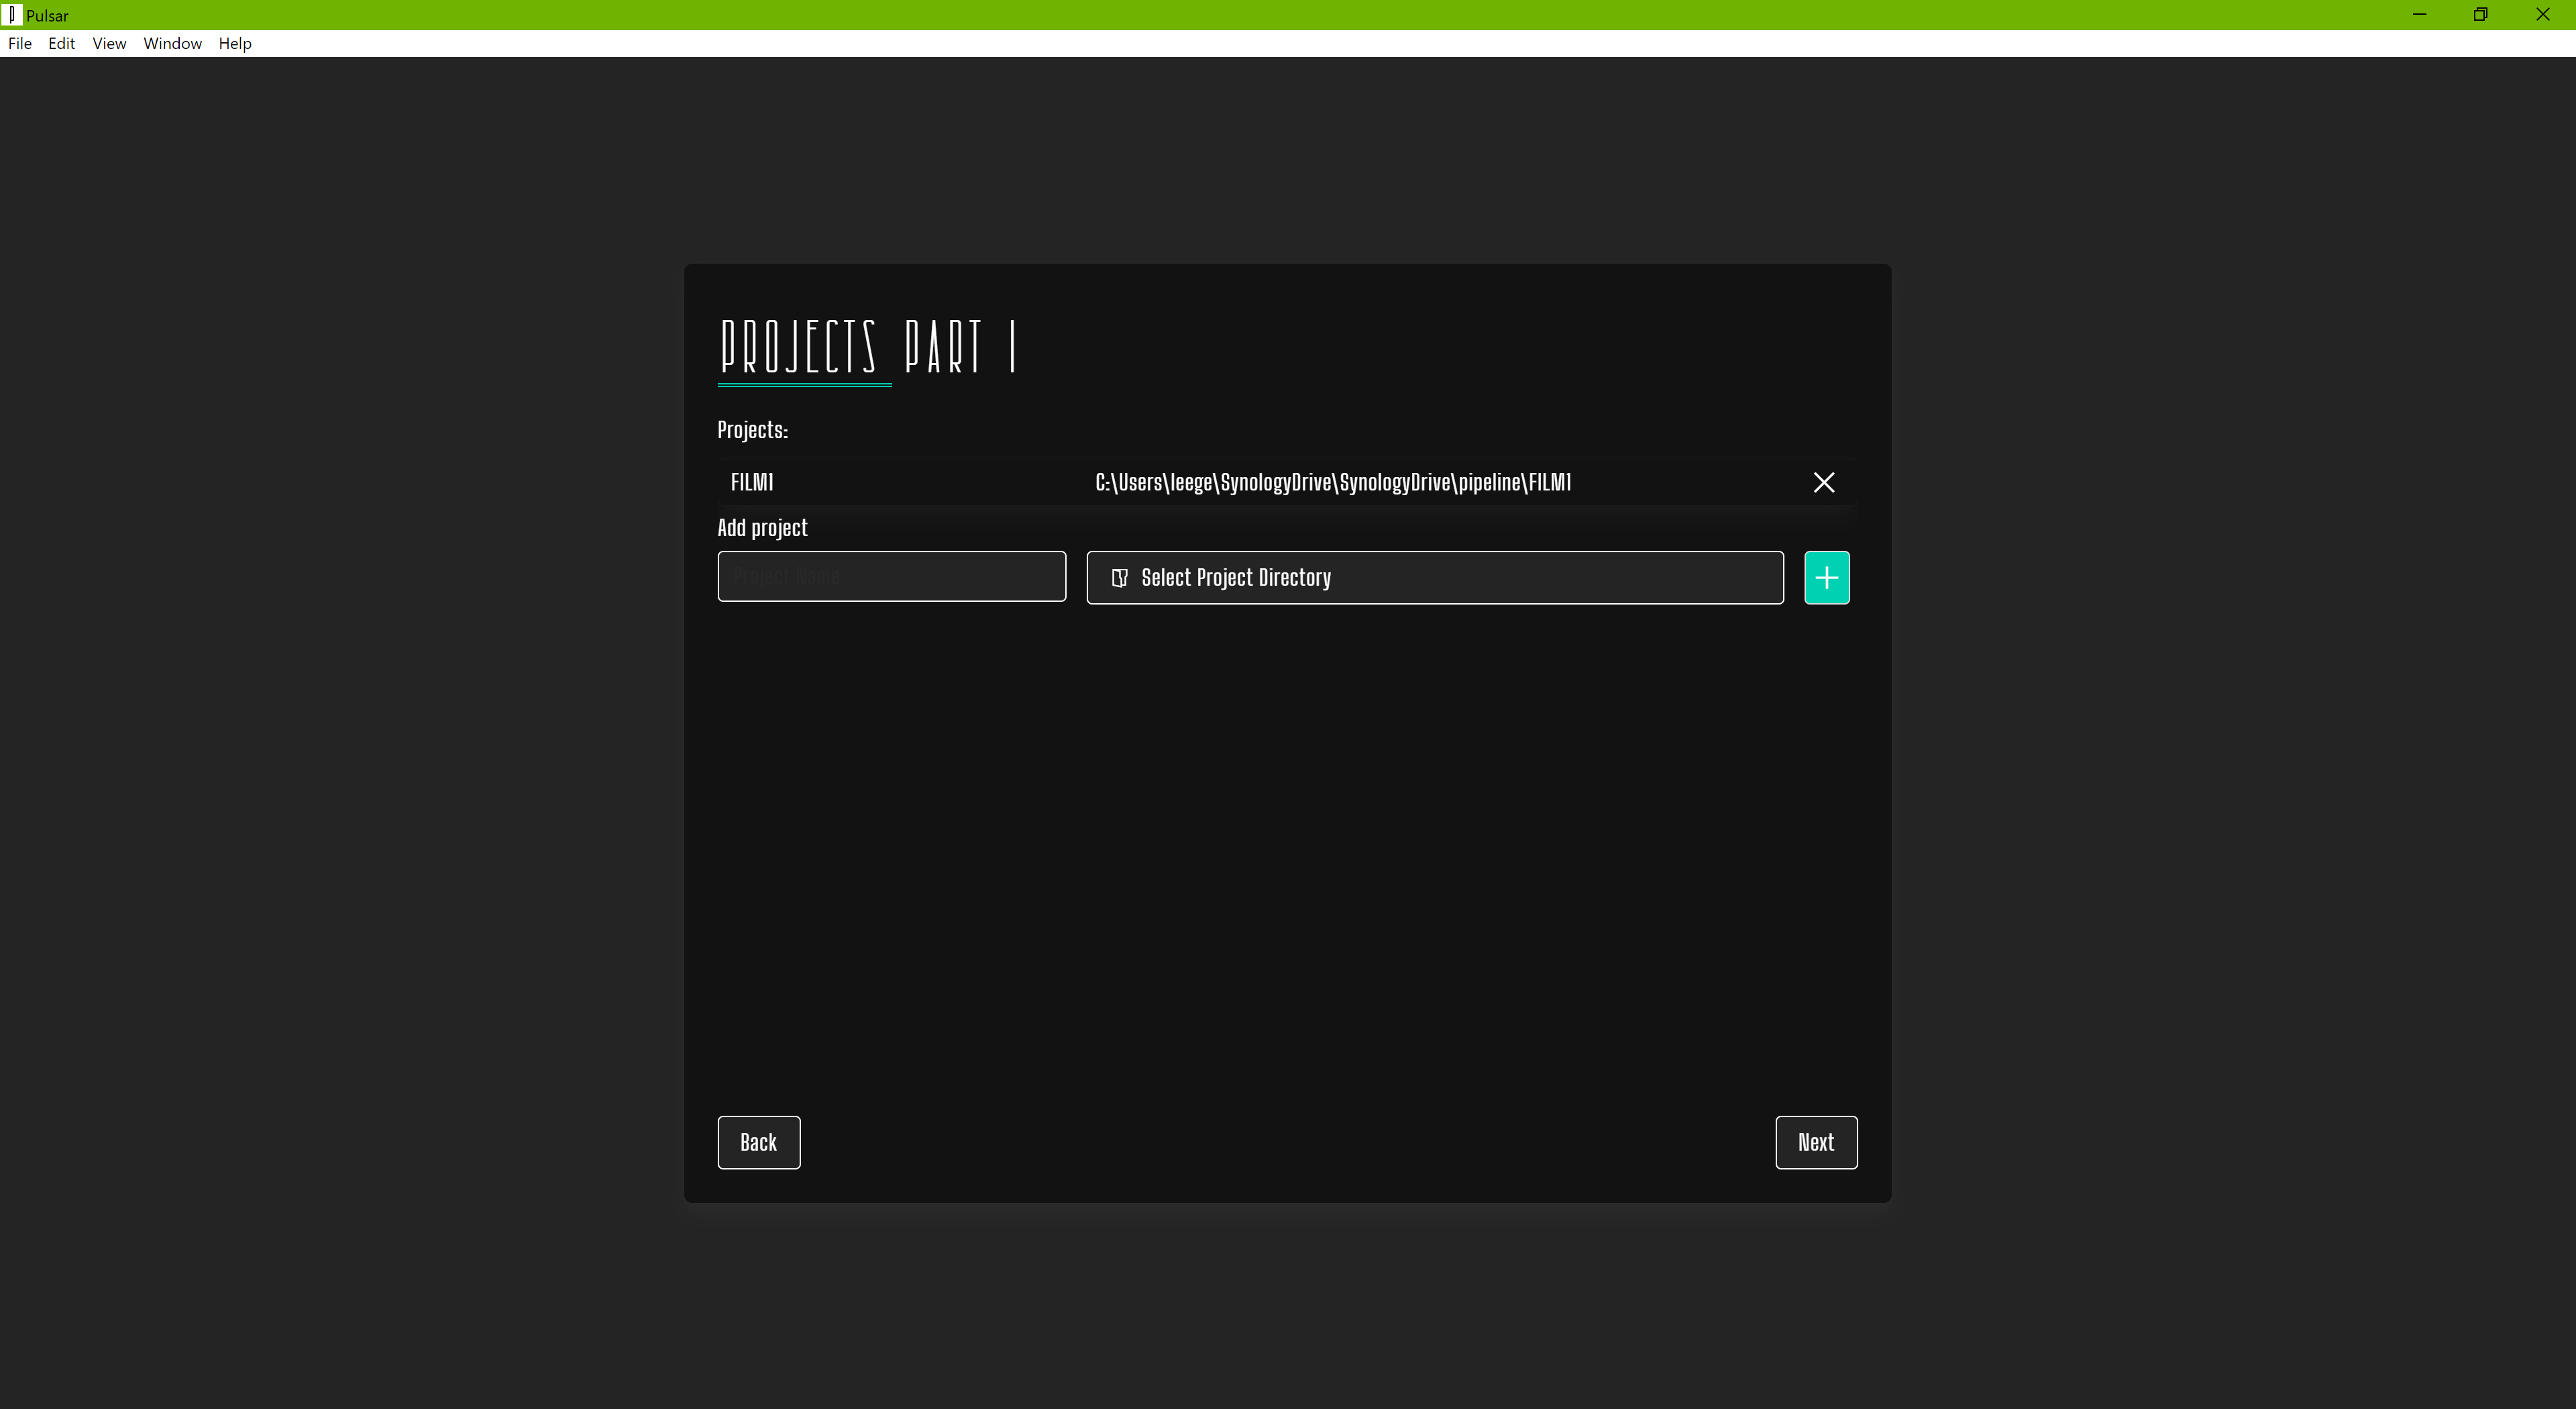 Pulsar
File Edit View Window Help
PROJECTS PART I
Projects:
FILM1 C:\Users\leege\SynologyDrive\SynologyDrive\pipeline\FILM1
Add project
Project Name Select Project Directory
Back Next